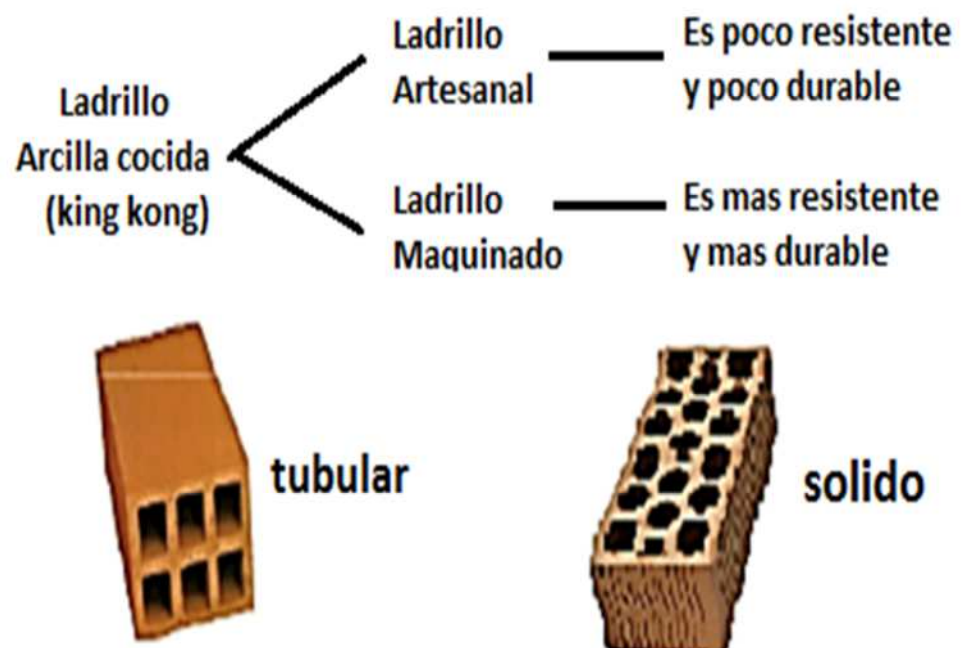 Ladrillo
Arcilla cocida
(king kong)
Ladrillo
Artesanal
Es poco resistente
y poco durable
Ladrillo
Maquinado
Es mas resistente
y mas durable
tubular
solido